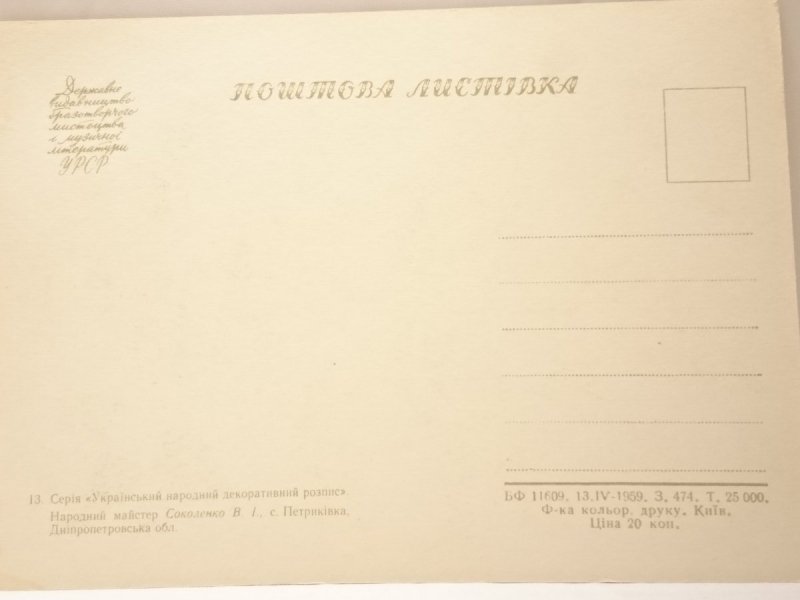 Державне
видавництво
образотворчого
мистецтва
і музичної
літератури
УРСР
ПОШТОВА ЛИСТІВКА
13. Серія «Український народний декоративний розпис».
Народний майстер Соколенко В. І., с. Петриківка,
Дніпропетровська обл.
БФ 11609. 13.IV-1959. З. 474. Т. 25 000.
Ф-ка кольор. друку. Київ.
Ціна 20 коп.